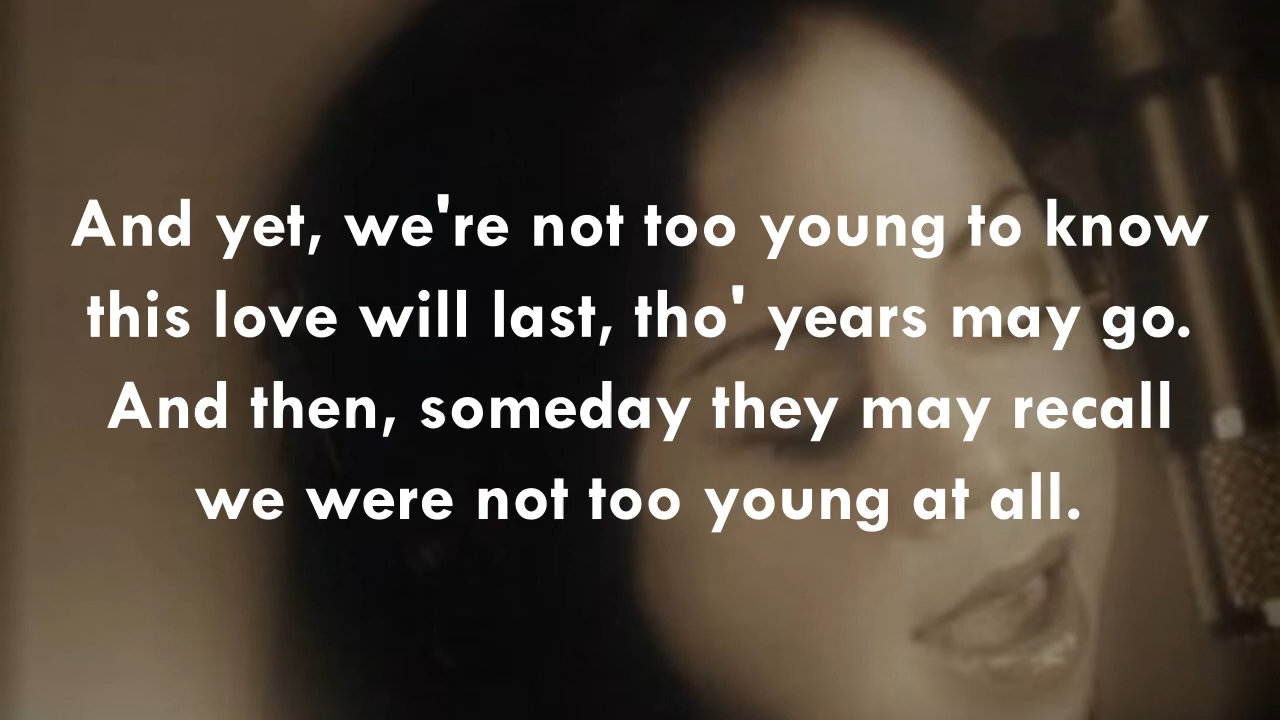 And yet, we're not too young to know
this love will last, tho' years may go.
And then, someday they may recall
we were not too young at all.